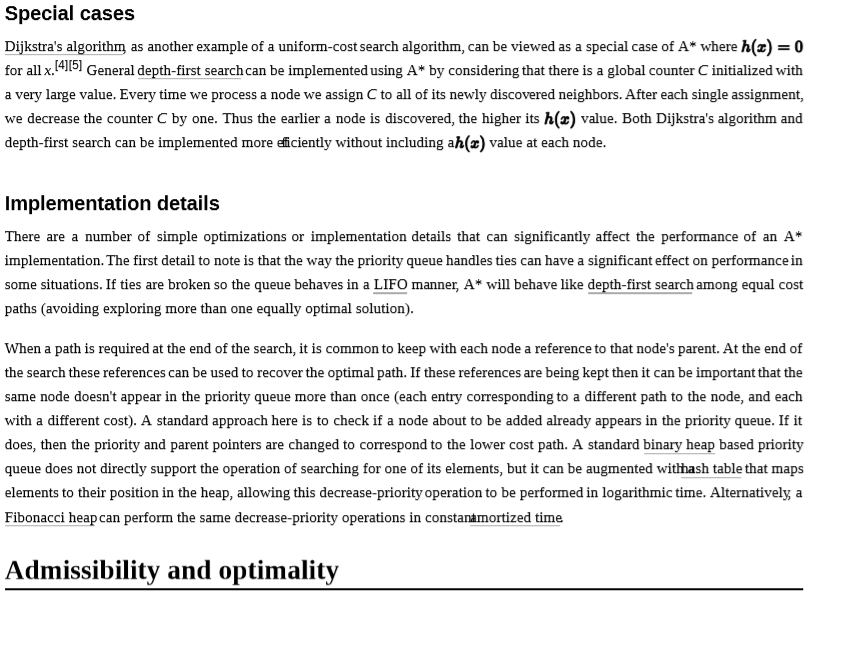 Special cases
Dijkstra's algorithm, as another example of a uniform-cost search algorithm, can be viewed as a special case of A* where h(x) = 0
for all x.[4][5] General depth-first search can be implemented using A* by considering that there is a global counter C initialized with
a very large value. Every time we process a node we assign C to all of its newly discovered neighbors. After each single assignment,
we decrease the counter C by one. Thus the earlier a node is discovered, the higher its h(x) value. Both Dijkstra's algorithm and
depth-first search can be implemented more efficiently without including a h(x) value at each node.
Implementation details
There are a number of simple optimizations or implementation details that can significantly affect the performance of an A*
implementation. The first detail to note is that the way the priority queue handles ties can have a significant effect on performance in
some situations. If ties are broken so the queue behaves in a LIFO manner, A* will behave like depth-first search among equal cost
paths (avoiding exploring more than one equally optimal solution).
When a path is required at the end of the search, it is common to keep with each node a reference to that node's parent. At the end of
the search these references can be used to recover the optimal path. If these references are being kept then it can be important that the
same node doesn't appear in the priority queue more than once (each entry corresponding to a different path to the node, and each
with a different cost). A standard approach here is to check if a node about to be added already appears in the priority queue. If it
does, then the priority and parent pointers are changed to correspond to the lower cost path. A standard binary heap based priority
queue does not directly support the operation of searching for one of its elements, but it can be augmented with hash table that maps
elements to their position in the heap, allowing this decrease-priority operation to be performed in logarithmic time. Alternatively, a
Fibonacci heap can perform the same decrease-priority operations in constant amortized time.
Admissibility and optimality